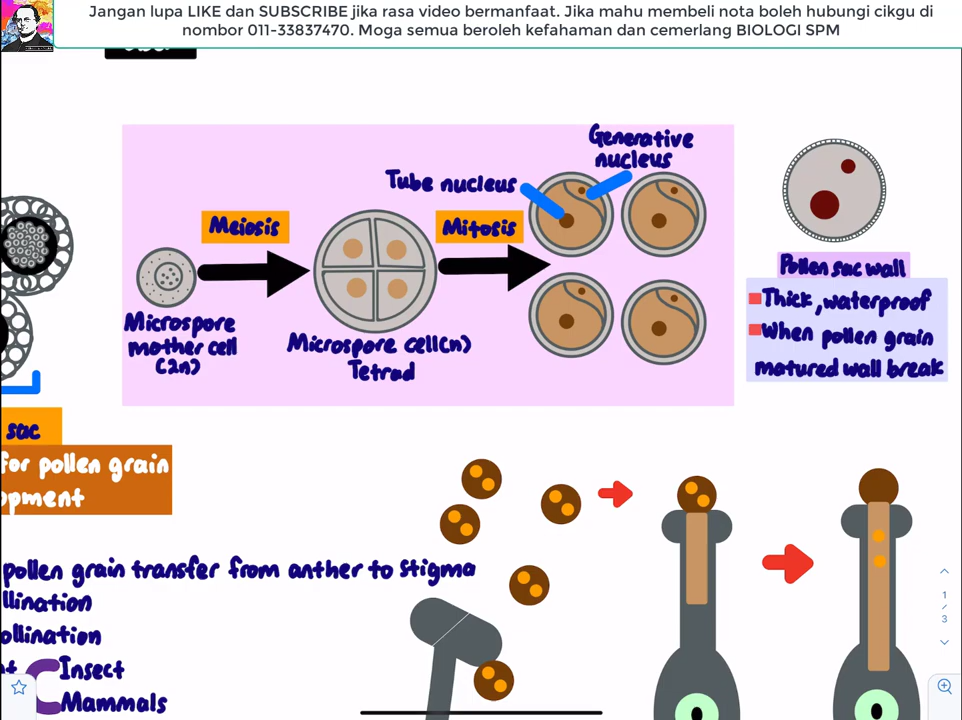 Jangan lupa LIKE dan SUBSCRIBE jika rasa video bermanfaat. Jika mahu membeli nota boleh hubungi cikgu di
nombor 011-33837470. Moga semua beroleh kefahaman dan cemerlang BIOLOGI SPM
Generative
nucleus
Tube nucleus
Meiosis
Mitosis
Microspore
mother cell
(2n)
Microspore cell(n)
Tetrad
Pollen sac wall
Thick, waterproof
When pollen grain
matured wall break
sac
for pollen grain
opment
pollen grain transfer from anther to stigma
llination
ollination
Insect
Mammals
1
/
3